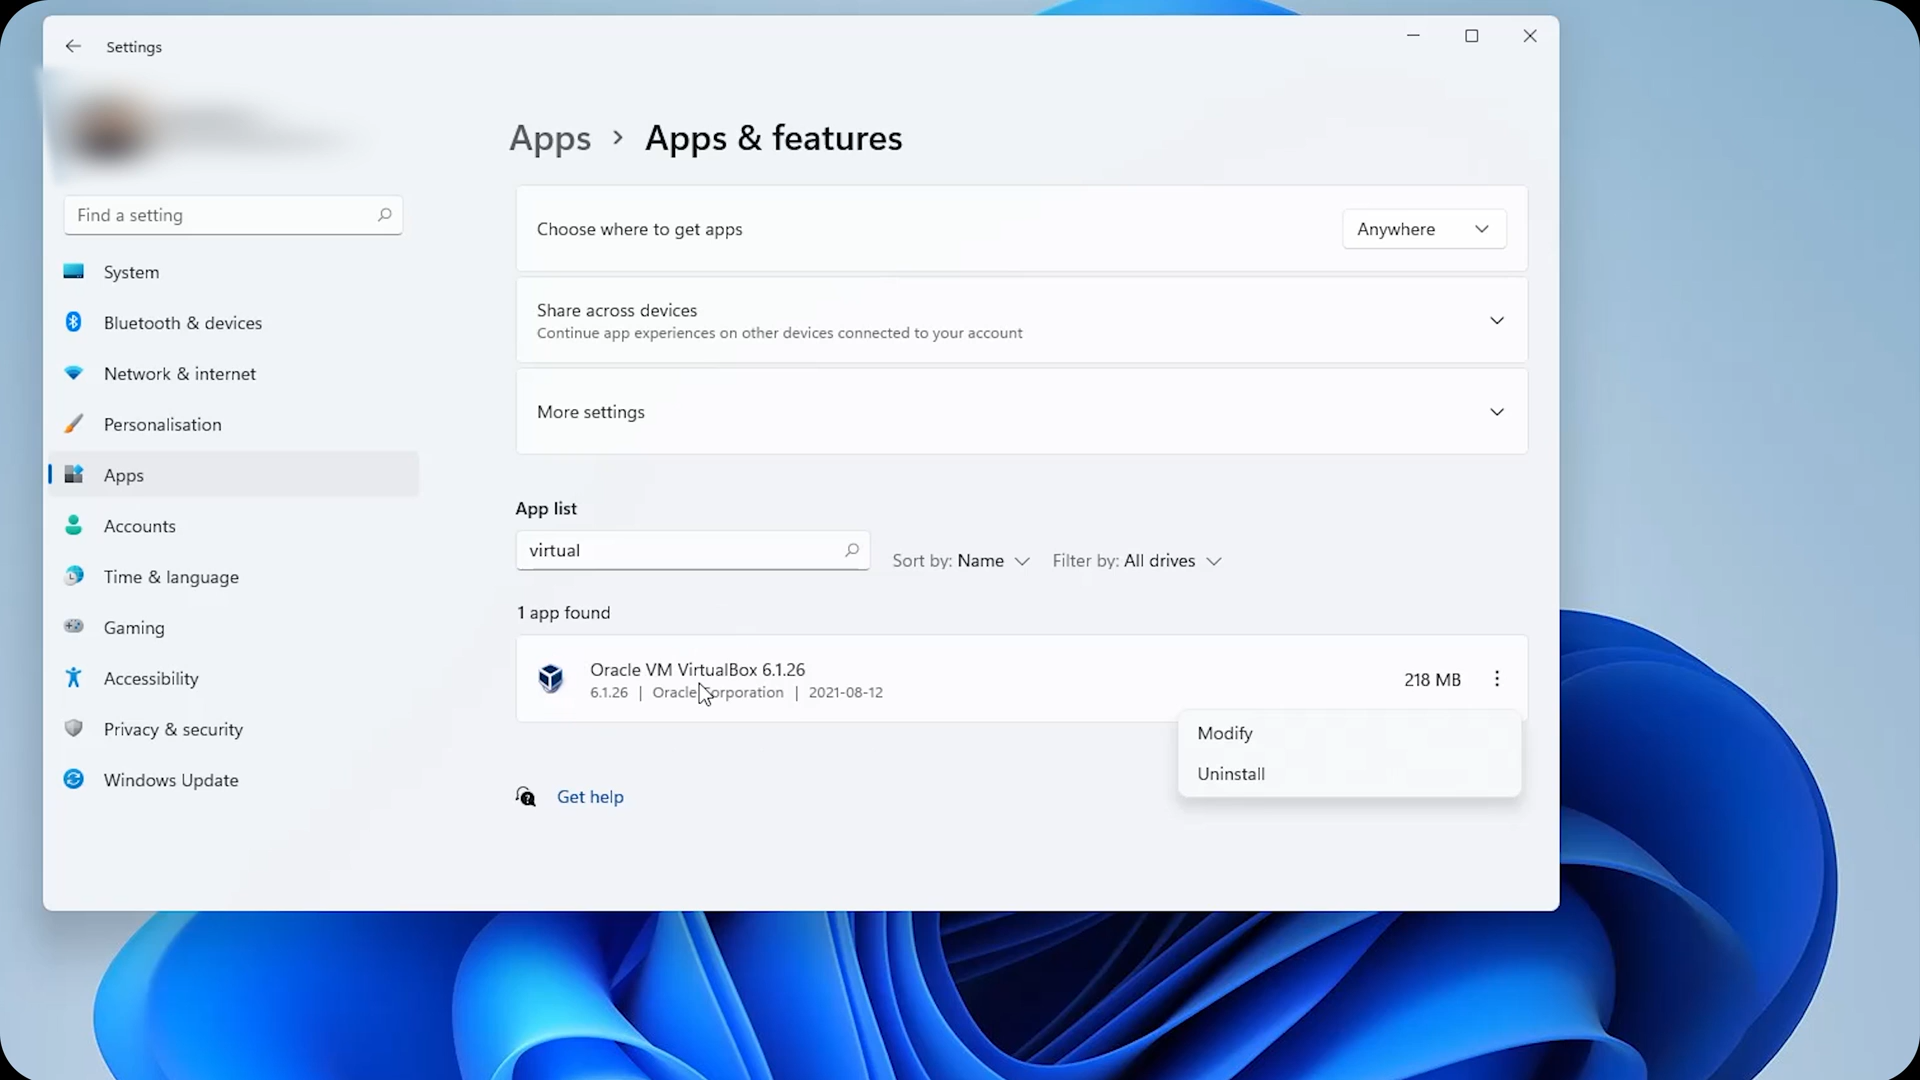 Settings
Find a setting
System
Bluetooth & devices
Network & internet
Personalisation
Apps
Accounts
Time & language
Gaming
Accessibility
Privacy & security
Windows Update
Apps > Apps & features
Choose where to get apps
Anywhere
Share across devices
Continue app experiences on other devices connected to your account
More settings
App list
virtual
Sort by: Name
Filter by: All drives
1 app found
Oracle VM VirtualBox 6.1.26
6.1.26 | Oracle Corporation | 2021-08-12
218 MB
Modify
Uninstall
Get help